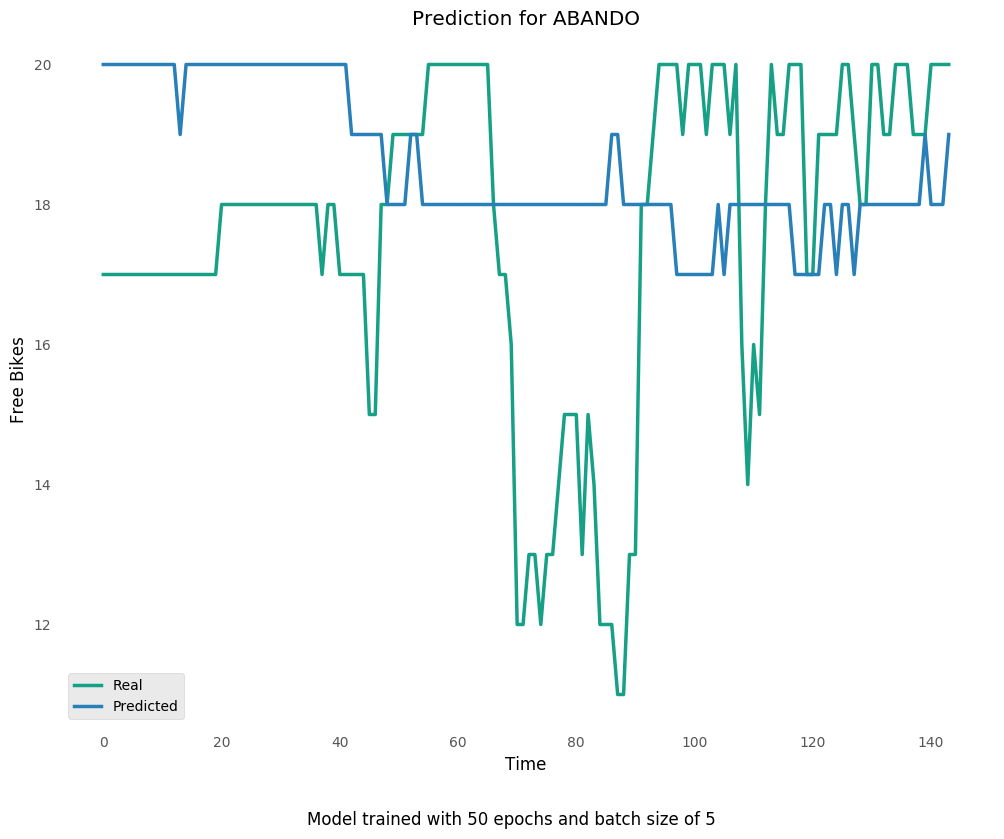 Prediction for ABANDO
20
18
16
14
12
Free Bikes
Real
Predicted
0 20 40 60 80 100 120 140
Time
Model trained with 50 epochs and batch size of 5